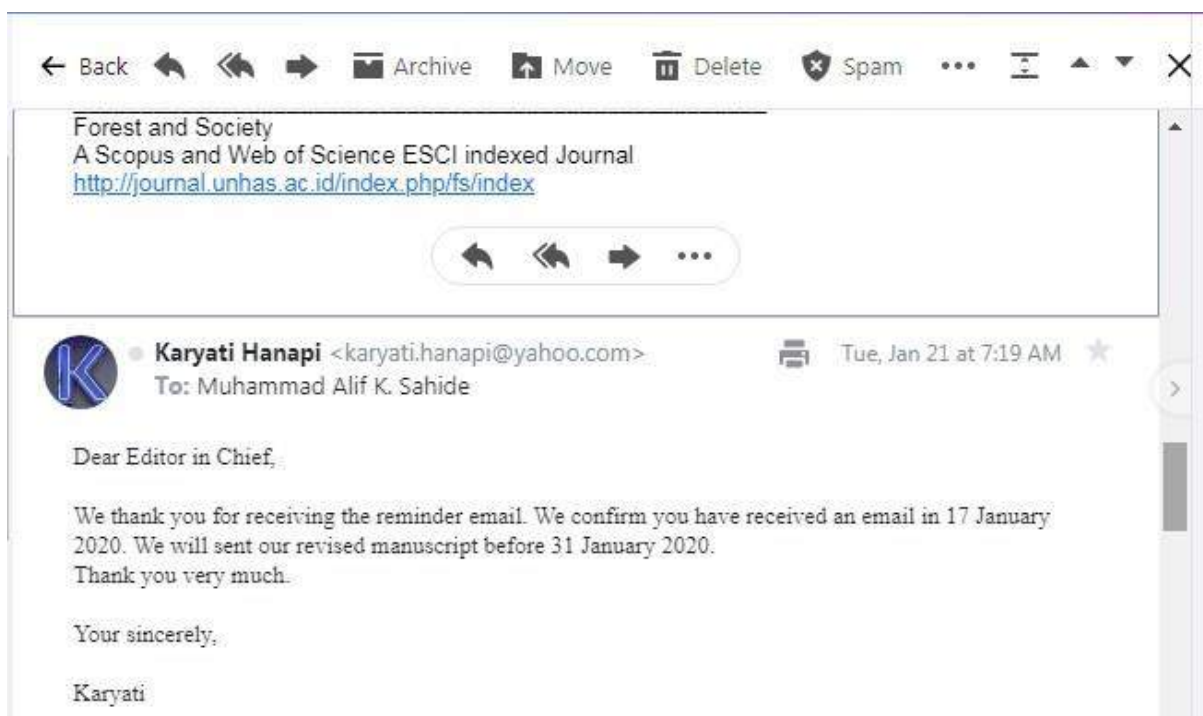 ← Back Archive Move Delete Spam
Forest and Society
A Scopus and Web of Science ESCI indexed Journal
http://journal.unhas.ac.id/index.php/fs/index
K
Karyati Hanapi <karyati.hanapi@yahoo.com> Tue, Jan 21 at 7:19 AM
To: Muhammad Alif K. Sahide
Dear Editor in Chief,
We thank you for receiving the reminder email. We confirm you have received an email in 17 January
2020. We will sent our revised manuscript before 31 January 2020.
Thank you very much.
Your sincerely,
Karyati